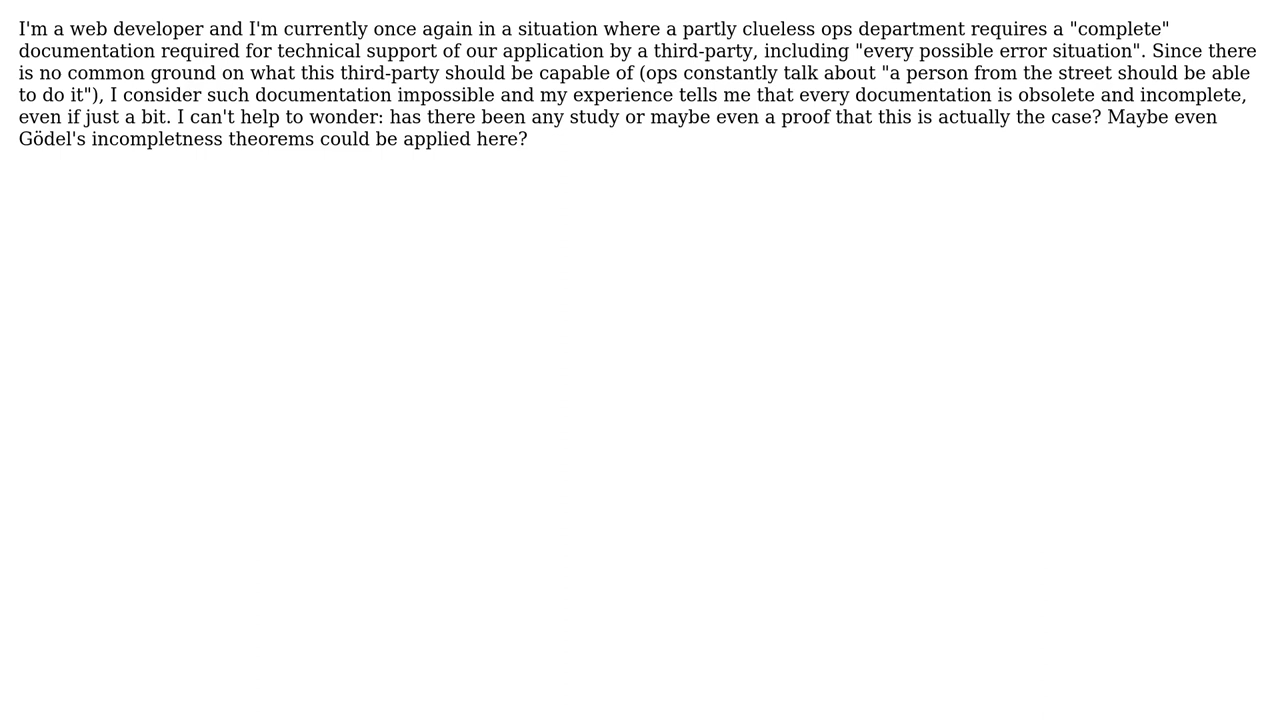 I'm a web developer and I'm currently once again in a situation where a partly clueless ops department requires a "complete"
documentation required for technical support of our application by a third-party, including "every possible error situation". Since there
is no common ground on what this third-party should be capable of (ops constantly talk about "a person from the street should be able
to do it"), I consider such documentation impossible and my experience tells me that every documentation is obsolete and incomplete,
even if just a bit. I can't help to wonder: has there been any study or maybe even a proof that this is actually the case? Maybe even
Gödel's incompletness theorems could be applied here?